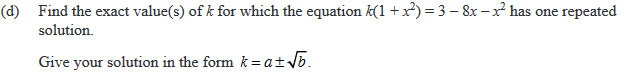 (d) Find the exact value(s) of k for which the equation k(1 + x²) = 3 – 8x – x² has one repeated
solution.
Give your solution in the form k = a ± √b.